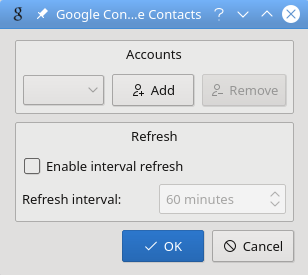 Google Con...e Contacts
Accounts
Add
Remove
Refresh
Enable interval refresh
Refresh interval:
60 minutes
OK
Cancel